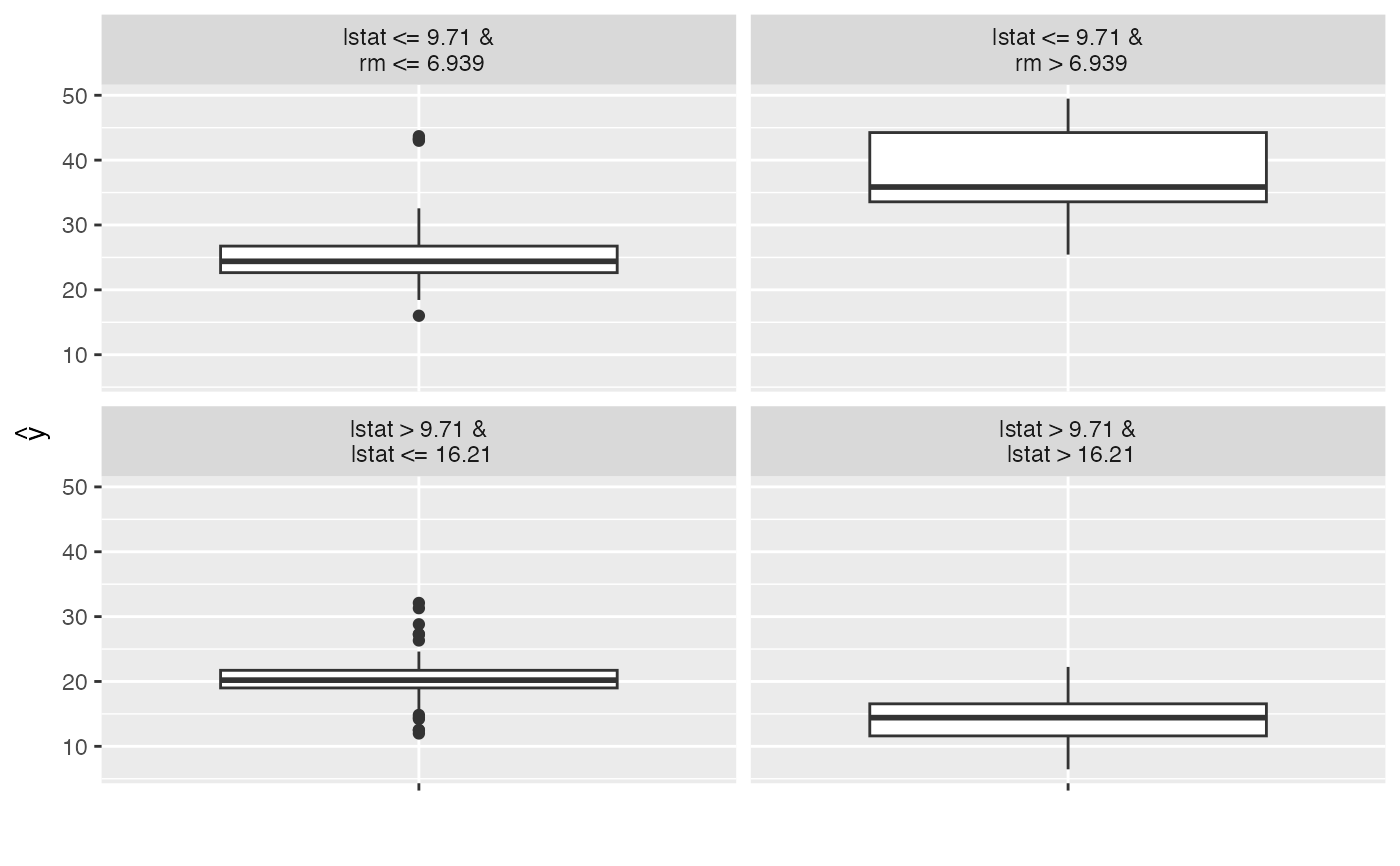 lstat <= 9.71 &
rm <= 6.939
lstat <= 9.71 &
rm > 6.939
50
40
30
20
10
ŷ
lstat > 9.71 &
lstat <= 16.21
lstat > 9.71 &
lstat > 16.21
50
40
30
20
10